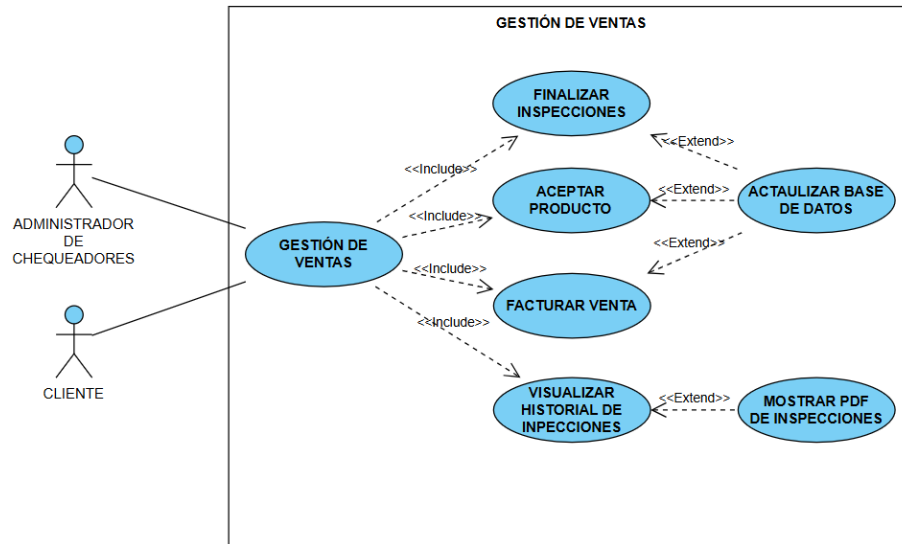 GESTIÓN DE VENTAS
FINALIZAR
INSPECCIONES
<<Extend>>
<<Include>>
ACEPTAR
PRODUCTO
<<Extend>>
ACTAULIZAR BASE
DE DATOS
<<Include>>
ADMINISTRADOR
DE
CHEQUEADORES
GESTIÓN DE
VENTAS
<<Extend>>
<<Include>>
FACTURAR VENTA
<<Include>>
CLIENTE
VISUALIZAR
HISTORIAL DE
INPECCIONES
<<Extend>>
MOSTRAR PDF
DE INSPECCIONES